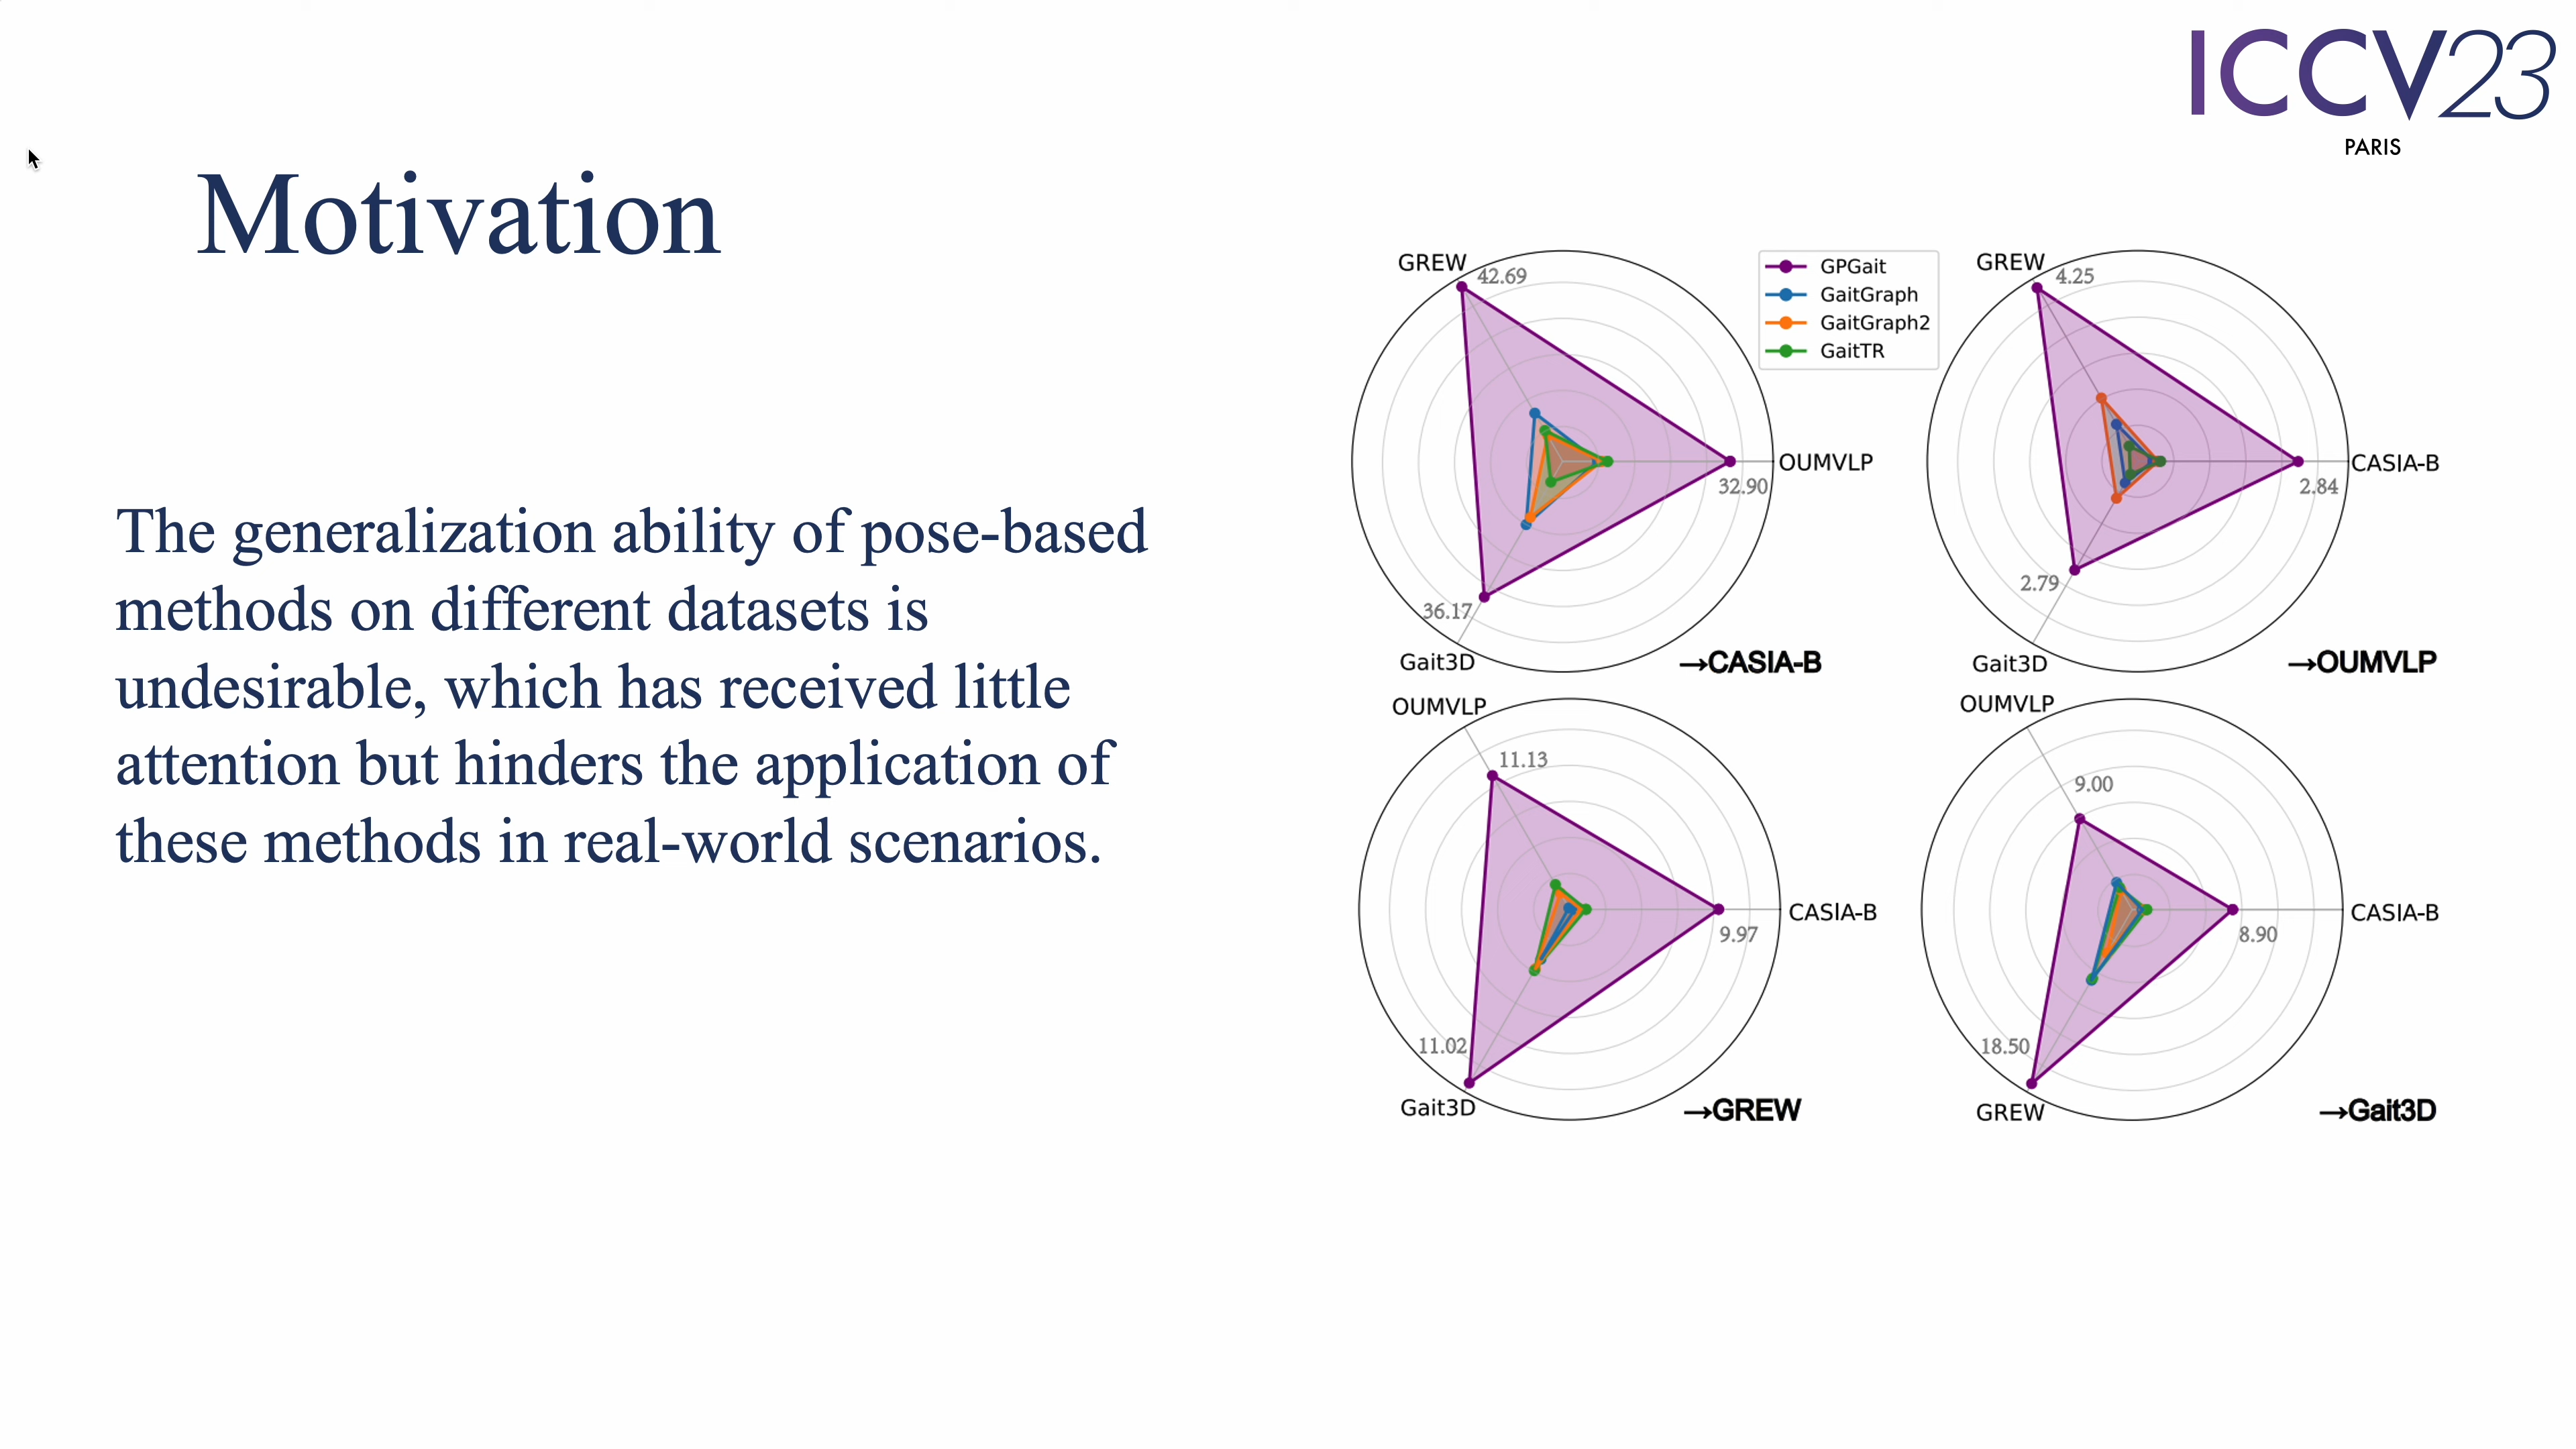 ICCV23
PARIS
Motivation
The generalization ability of pose-based
methods on different datasets is
undesirable, which has received little
attention but hinders the application of
these methods in real-world scenarios.
GREW
42.69
OUMVLP
32.90
36.17
Gait3D
→CASIA-B
GPGait
GaitGraph
GaitGraph2
GaitTR
GREW
4.25
CASIA-B
2.84
2.79
Gait3D
→OUMVLP
OUMVLP
11.13
CASIA-B
9.97
11.02
Gait3D
→GREW
OUMVLP
9.00
CASIA-B
8.90
18.50
GREW
→Gait3D